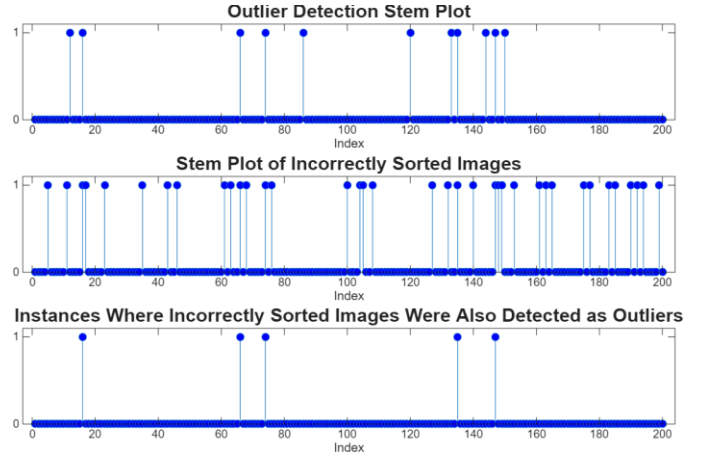 Outlier Detection Stem Plot
1
0
0 20 40 60 80 100 120 140 160 180 200
Index
Stem Plot of Incorrectly Sorted Images
1
0
0 20 40 60 80 100 120 140 160 180 200
Index
Instances Where Incorrectly Sorted Images Were Also Detected as Outliers
1
0
0 20 40 60 80 100 120 140 160 180 200
Index